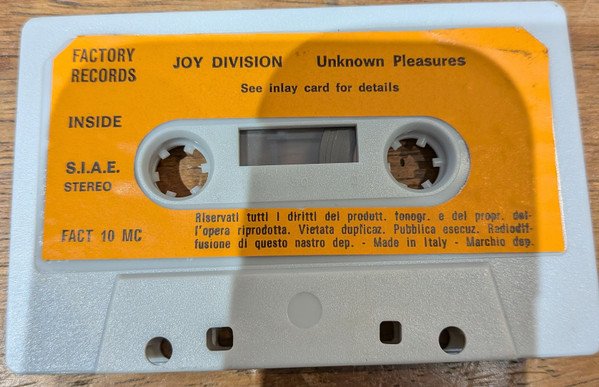 FACTORY
RECORDS
JOY DIVISION Unknown Pleasures
See inlay card for details
INSIDE
S.I.A.E.
STEREO
FACT 10 MC
Riservati tutti i diritti del produtt. fonogr. e del propr. del-
l'opera riprodotta. Vietata duplicaz. Pubblica esecuz. Radiodif-
fusione di questo nastro dep. - Made in Italy - Marchio dep.